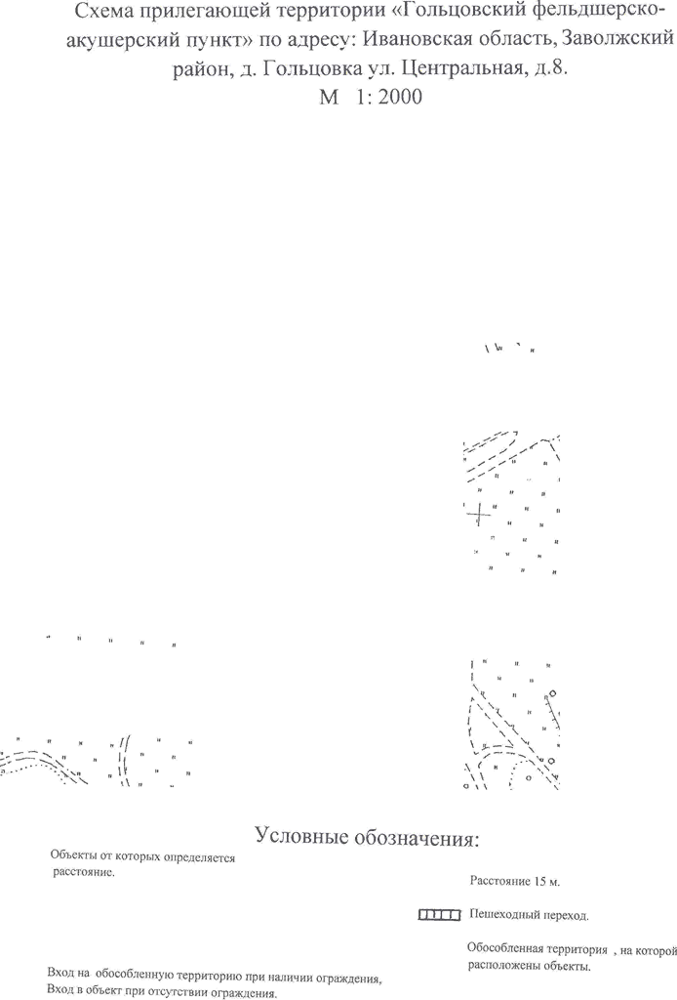 Схема прилегающей территории «Гольцовский фельдшерско-
акушерский пункт» по адресу: Ивановская область, Заволжский
район, д. Гольцовка ул. Центральная, д.8.
М 1: 2000
Условные обозначения:
Объекты от которых определяется
расстояние.
Расстояние 15 м.
Пешеходный переход.
Обособленная территория , на которой
расположены объекты.
Вход на обособленную территорию при наличии ограждения,
Вход в объект при отсутствии ограждения.